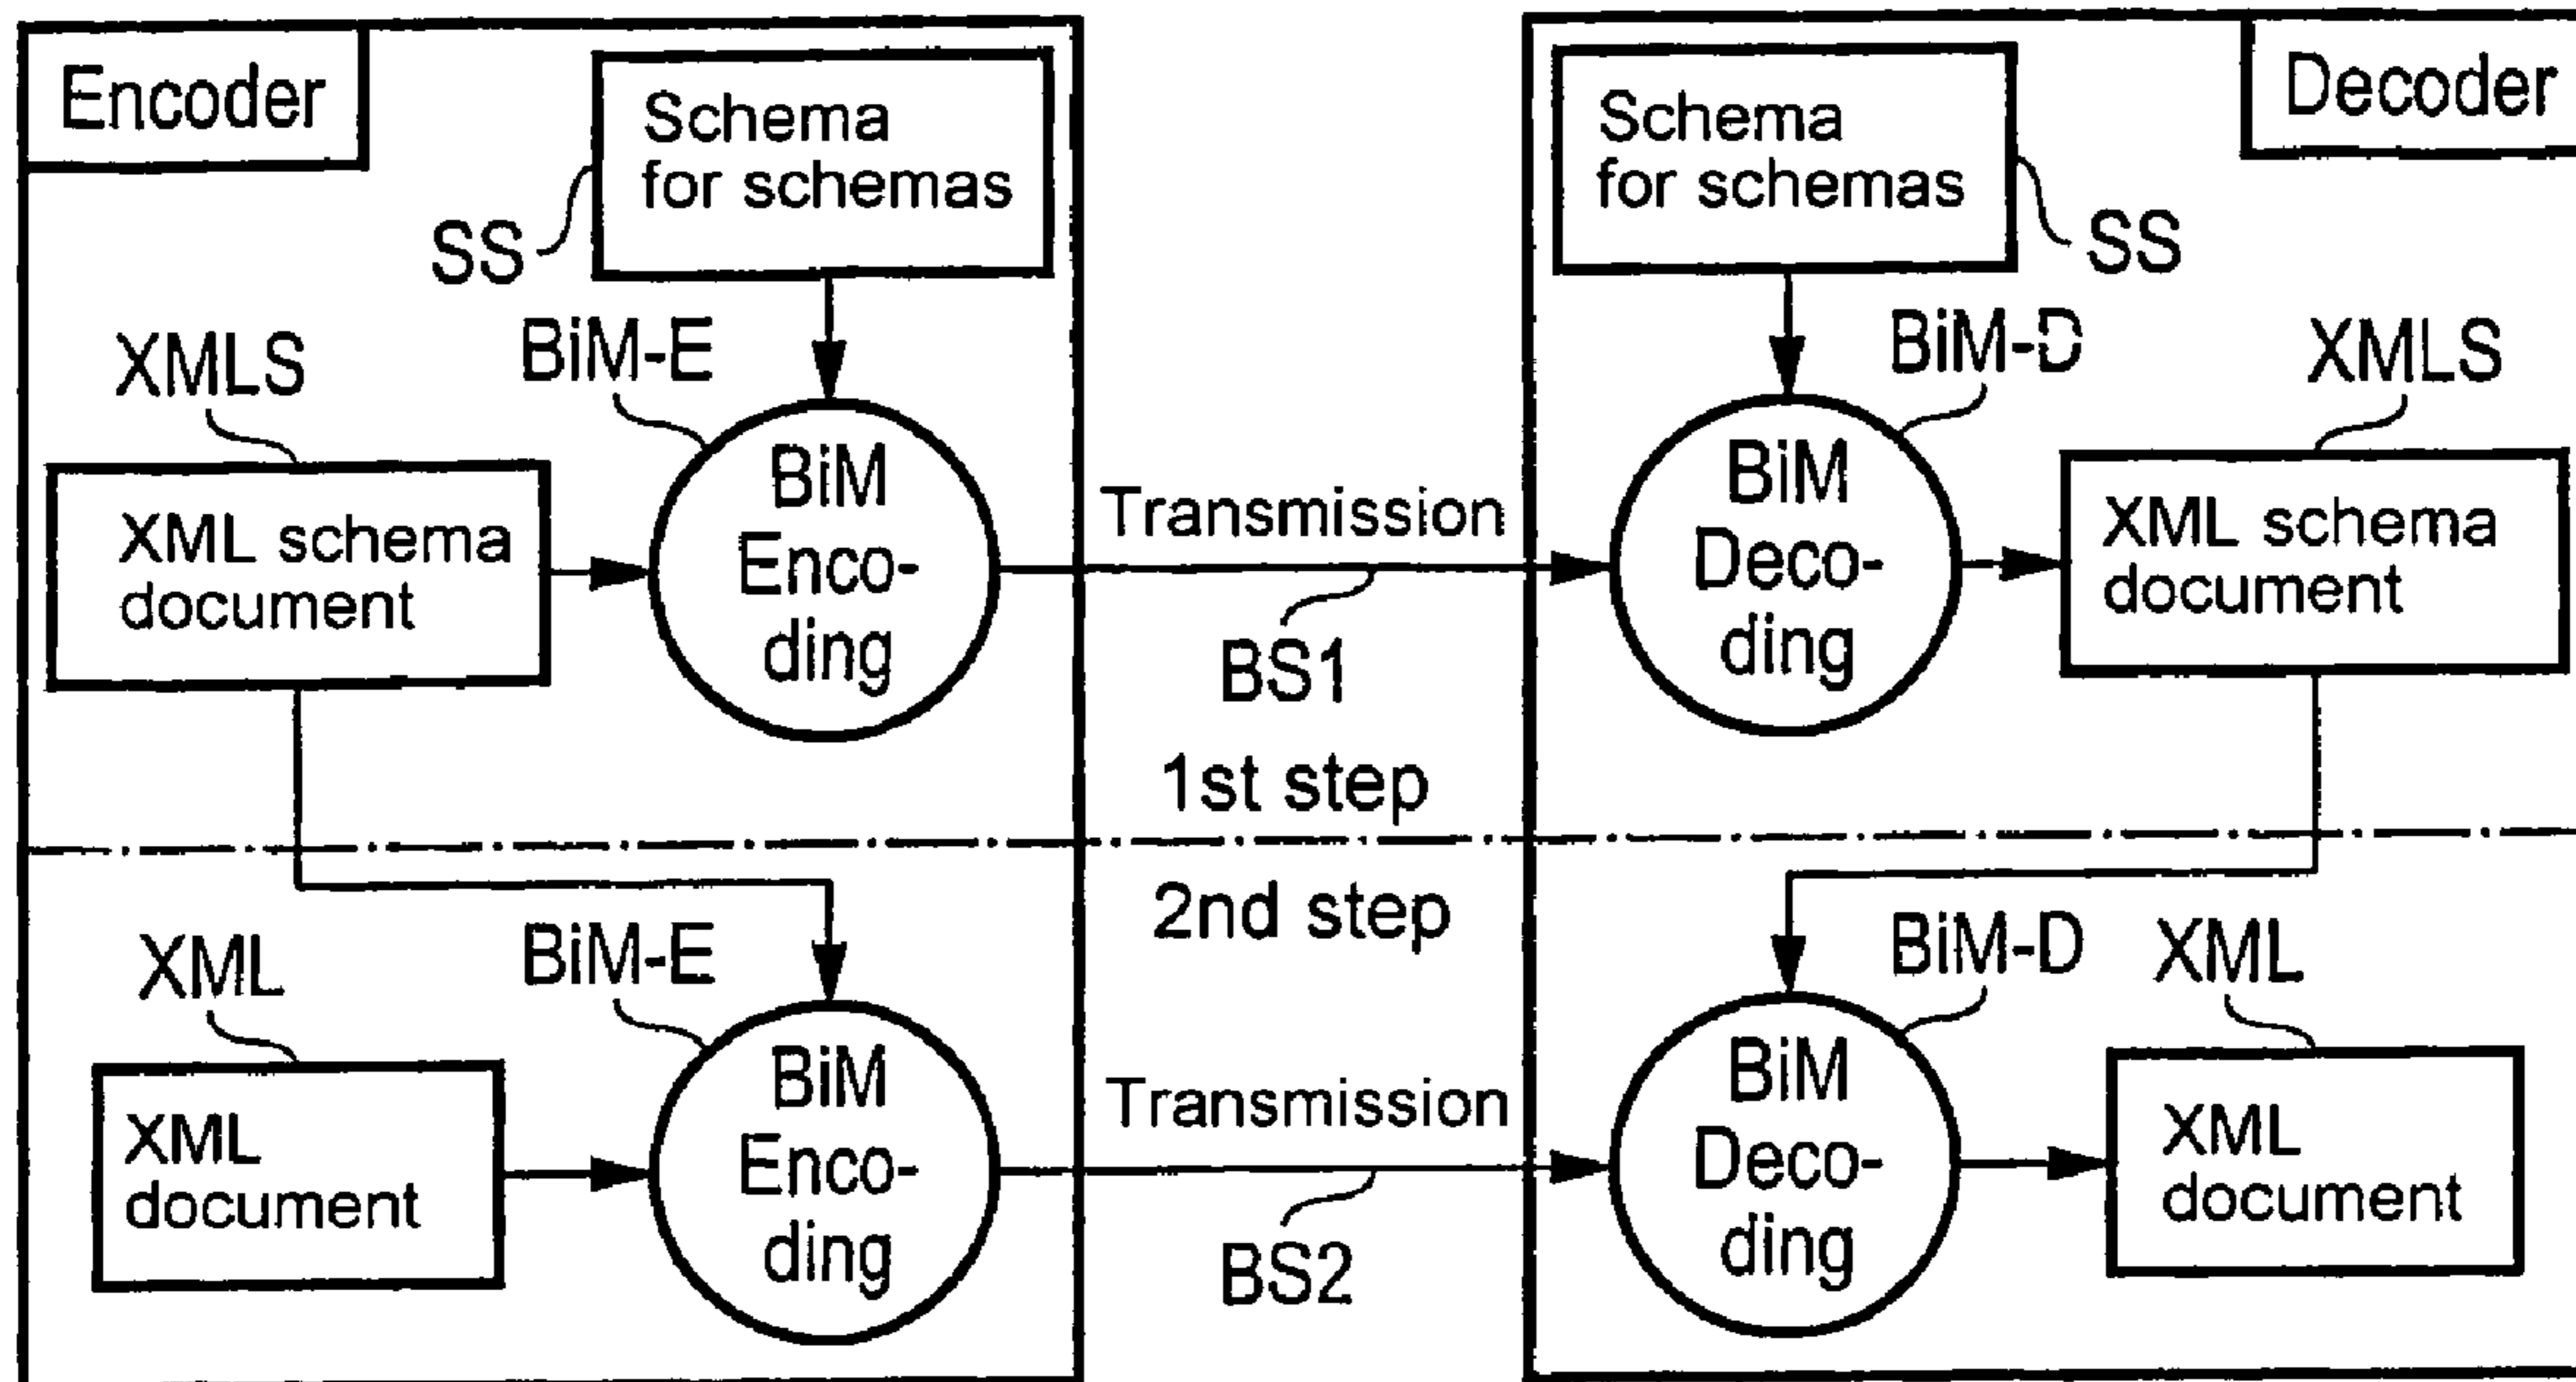 Encoder
Schema
for schemas
SS
XMLS
BiM-E
XML schema
document
BiM
Enco-
ding
Transmission
BS1
1st step
Decoder
Schema
for schemas
SS
BiM-D
XMLS
BiM
Deco-
ding
XML schema
document
2nd step
XML
BiM-E
XML
document
BiM
Enco-
ding
Transmission
BS2
BiM-D
XML
BiM
Deco-
ding
XML
document